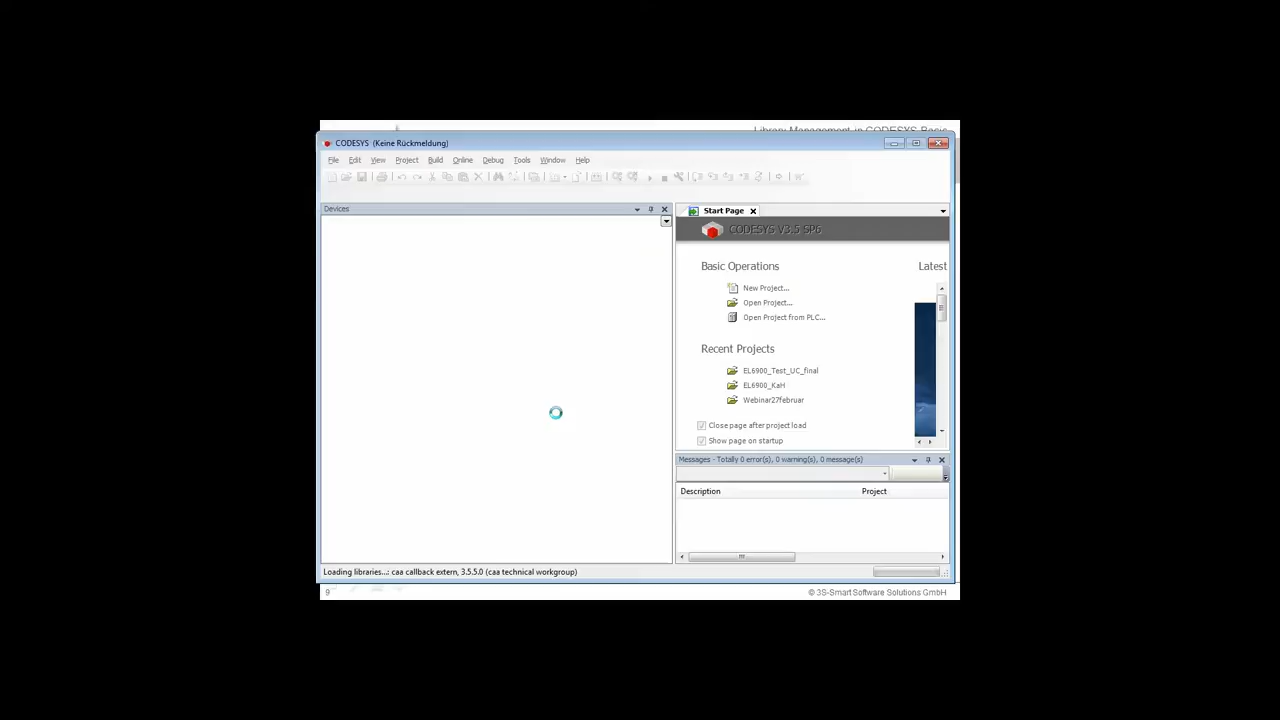 Library Management in CODESYS Basic
CODESYS (Keine Rückmeldung)
File Edit View Project Build Online Debug Tools Window Help
Devices
Start Page
CODESYS V3.5 SP6
Basic Operations
Latest
New Project...
Open Project...
Open Project from PLC...
Recent Projects
EL6900_Test_UC_final
EL6900_KaH
Webinar27februar
Close page after project load
Show page on startup
Messages - Totally 0 error(s), 0 warning(s), 0 message(s)
Description Project
Loading libraries...: caa callback extern, 3.5.5.0 (caa technical workgroup)
9
© 3S-Smart Software Solutions GmbH